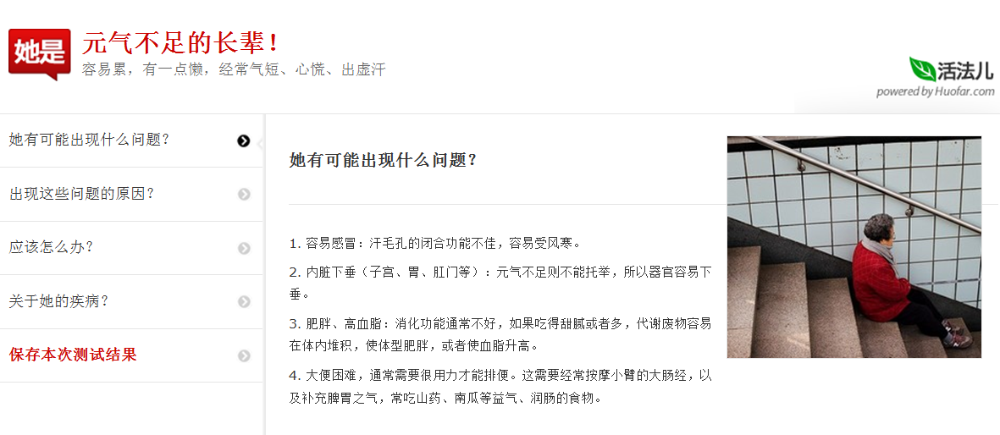 她是
元气不足的长辈！
容易累，有一点懒，经常气短、心慌、出虚汗
活法儿
powered by Huofar.com
她有可能出现什么问题？
出现这些问题的原因？
应该怎么办？
关于她的疾病？
保存本次测试结果
她有可能出现什么问题？
1. 容易感冒：汗毛孔的闭合功能不佳，容易受风寒。
2. 内脏下垂（子宫、胃、肛门等）：元气不足则不能托举，所以器官容易下
垂。
3. 肥胖、高血脂：消化功能通常不好，如果吃得甜腻或者多，代谢废物容易
在体内堆积，使体型肥胖，或者使血脂升高。
4. 大便困难，通常需要很用力才能排便。这需要经常按摩小臂的大肠经，以
及补充脾胃之气，常吃山药、南瓜等益气、润肠的食物。